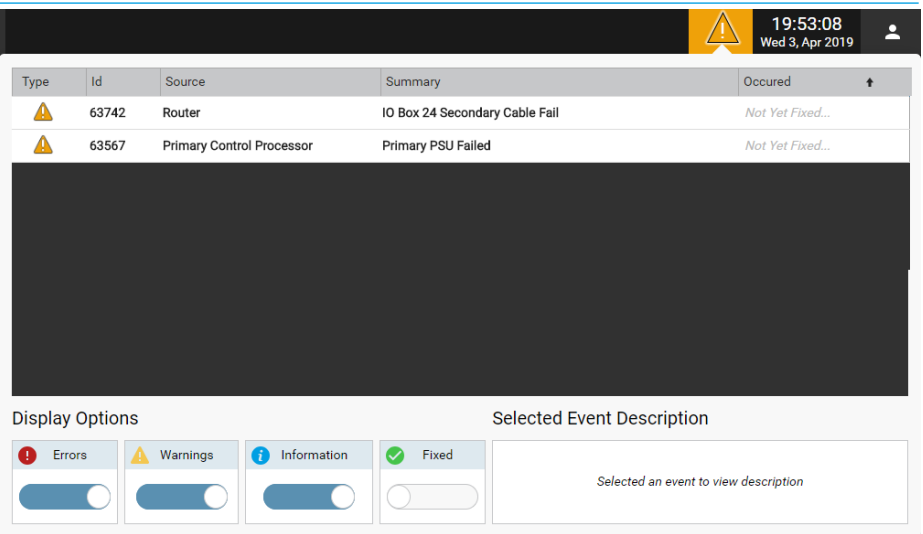 19:53:08
Wed 3, Apr 2019
Type Id Source Summary Occured
63742 Router IO Box 24 Secondary Cable Fail Not Yet Fixed...
63567 Primary Control Processor Primary PSU Failed Not Yet Fixed...
Display Options Selected Event Description
Errors Warnings Information Fixed
Selected an event to view description